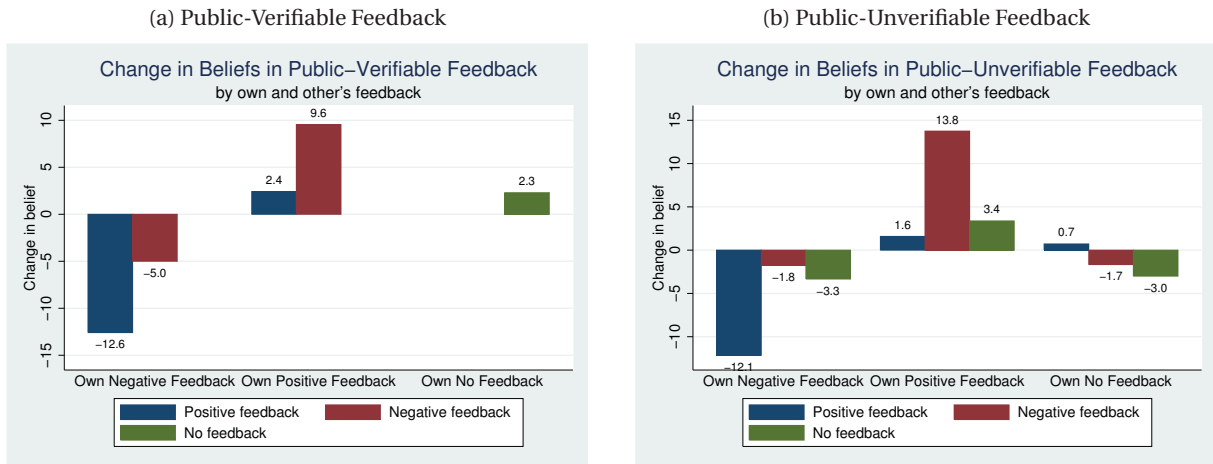 (a) Public-Verifiable Feedback
Change in Beliefs in Public−Verifiable Feedback
by own and other's feedback
Change in belief
10
5
0
−5
−10
−15
9.6
2.4
2.3
−5.0
−12.6
Own Negative Feedback Own Positive Feedback Own No Feedback
Positive feedback Negative feedback
No feedback
(b) Public-Unverifiable Feedback
Change in Beliefs in Public−Unverifiable Feedback
by own and other's feedback
Change in belief
15
10
5
0
−5
−10
13.8
1.6
3.4
0.7
−1.8
−3.3
−1.7
−3.0
−12.1
Own Negative Feedback Own Positive Feedback Own No Feedback
Positive feedback Negative feedback
No feedback